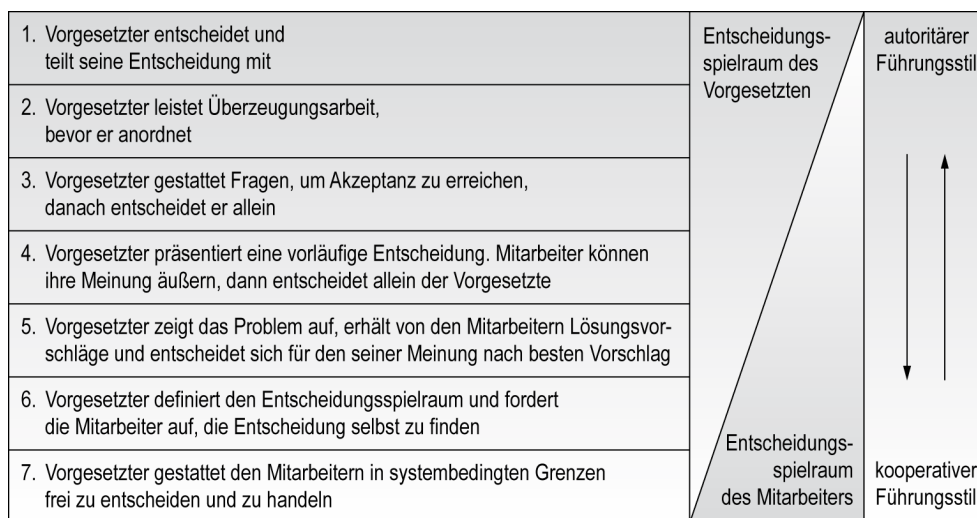 1. Vorgesetzter entscheidet und
teilt seine Entscheidung mit
2. Vorgesetzter leistet Überzeugungsarbeit,
bevor er anordnet
3. Vorgesetzter gestattet Fragen, um Akzeptanz zu erreichen,
danach entscheidet er allein
4. Vorgesetzter präsentiert eine vorläufige Entscheidung. Mitarbeiter können
ihre Meinung äußern, dann entscheidet allein der Vorgesetzte
5. Vorgesetzter zeigt das Problem auf, erhält von den Mitarbeitern Lösungsvor-
schläge und entscheidet sich für den seiner Meinung nach besten Vorschlag
6. Vorgesetzter definiert den Entscheidungsspielraum und fordert
die Mitarbeiter auf, die Entscheidung selbst zu finden
7. Vorgesetzter gestattet den Mitarbeitern in systembedingten Grenzen
frei zu entscheiden und zu handeln
Entscheidungs-
spielraum des
Vorgesetzten
Entscheidungs-
spielraum
des Mitarbeiters
autoritärer
Führungsstil
kooperativer
Führungsstil